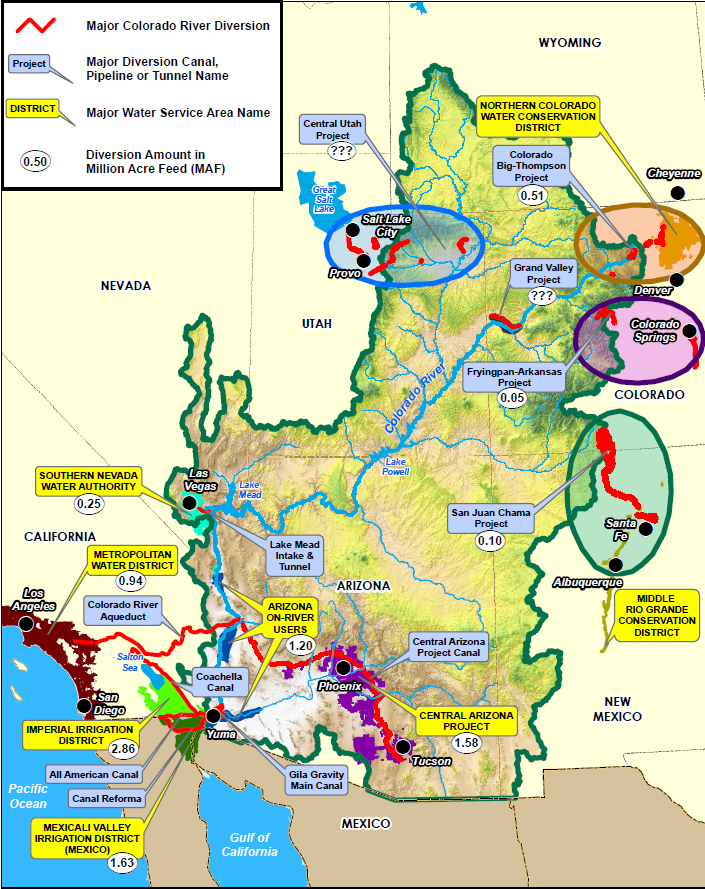 Major Colorado River Diversion
Project
Major Diversion Canal,
Pipeline or Tunnel Name
DISTRICT
Major Water Service Area Name
0.50
Diversion Amount in
Million Acre Feed (MAF)
WYOMING
NORTHERN COLORADO
WATER CONSERVATION
DISTRICT
Central Utah
Project
???
Colorado
Big-Thompson
Project
0.51
Cheyenne
Great
Salt
Lake
Salt Lake
City
Provo
Grand Valley
Project
???
Denver
NEVADA
UTAH
Colorado
Springs
Fryingpan-Arkansas
Project
0.05
COLORADO
Colorado River
Lake
Powell
Las
Vegas
Lake
Mead
SOUTHERN NEVADA
WATER AUTHORITY
0.25
San Juan Chama
Project
0.10
Santa
Fe
CALIFORNIA
Lake Mead
Intake &
Tunnel
METROPOLITAN
WATER DISTRICT
0.94
ARIZONA
Albuquerque
Los
Angeles
Colorado River
Aqueduct
ARIZONA
ON-RIVER
USERS
1.20
MIDDLE
RIO GRANDE
CONSERVATION
DISTRICT
Central Arizona
Project Canal
Salton
Sea
Coachella
Canal
Phoenix
San
Diego
NEW
MEXICO
CENTRAL ARIZONA
PROJECT
1.58
IMPERIAL IRRIGATION
DISTRICT
2.86
Yuma
Tucson
All American Canal
Gila Gravity
Main Canal
Pacific
Ocean
Canal Reforma
MEXICO
MEXICALI VALLEY
IRRIGATION DISTRICT
(MEXICO)
1.63
Gulf of
California